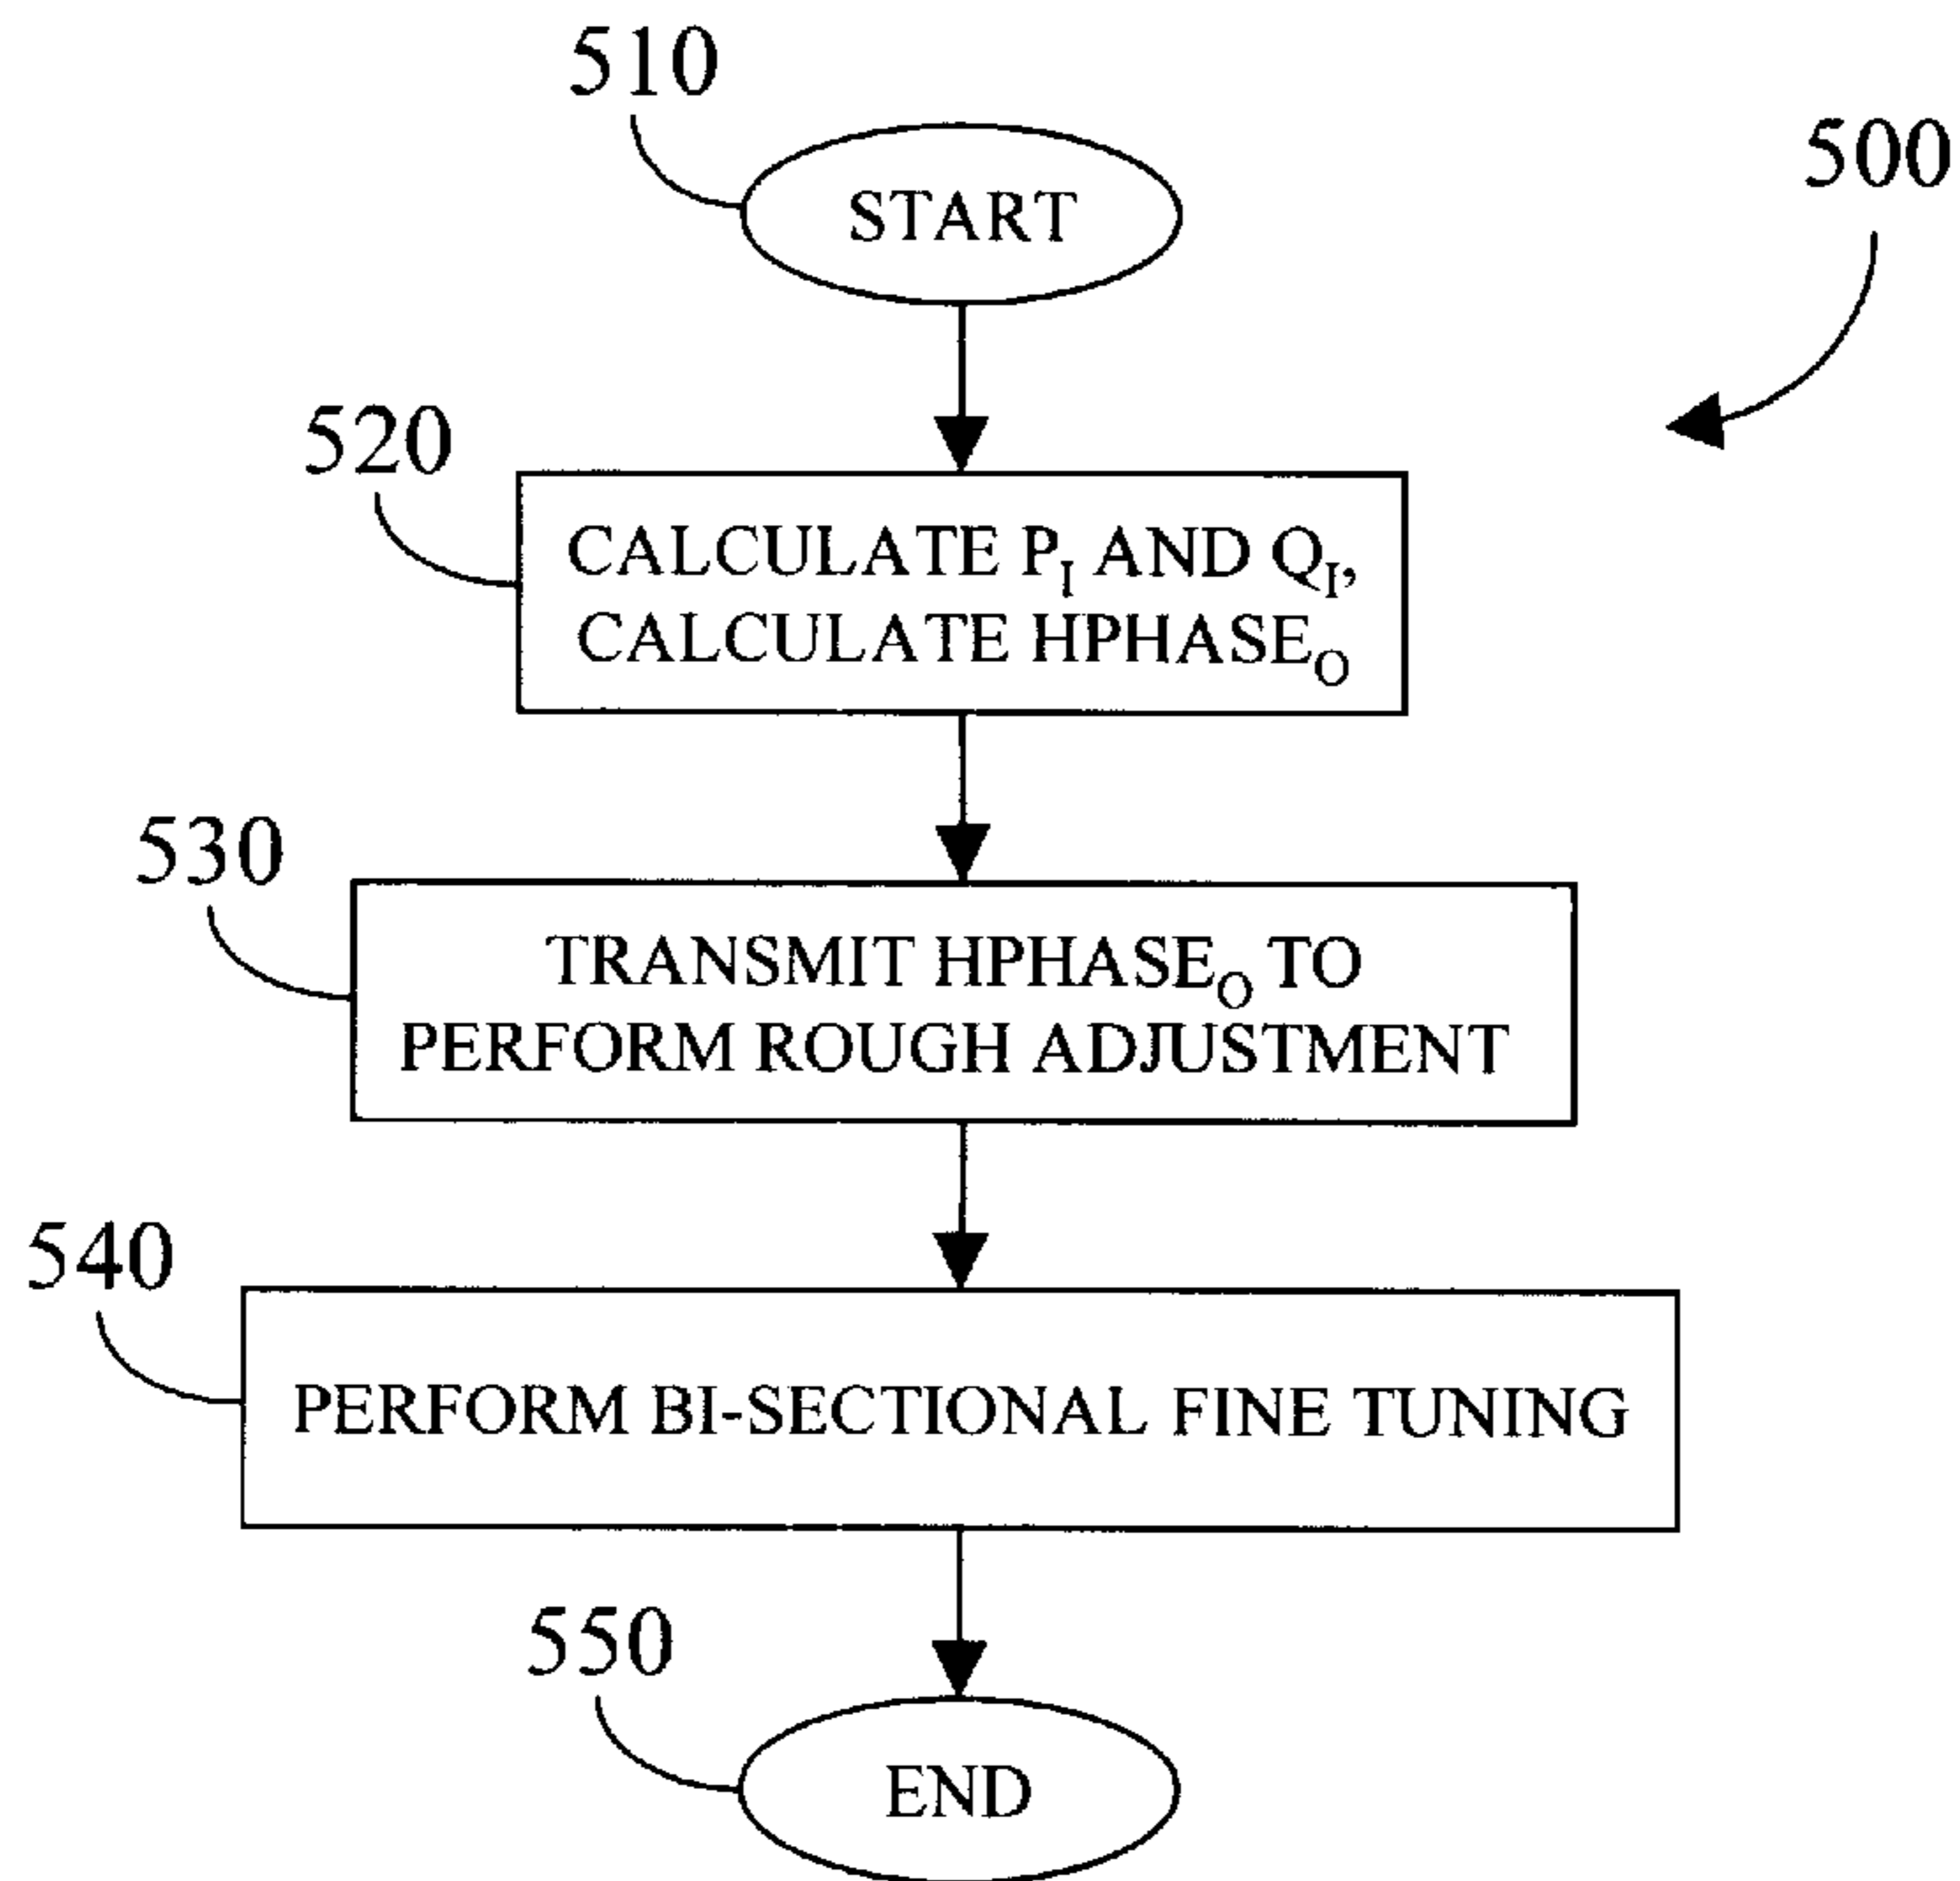 510
500
START
520
CALCULATE P_I AND Q_I,
CALCULATE HPHASE_O
530
TRANSMIT HPHASE_O TO
PERFORM ROUGH ADJUSTMENT
540
PERFORM BI-SECTIONAL FINE TUNING
550
END